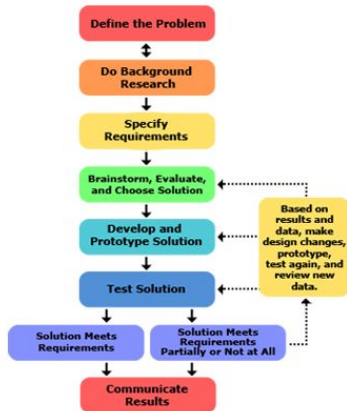 Define the Problem
Do Background
Research
Specify
Requirements
Brainstorm, Evaluate,
and Choose Solution
Develop and
Prototype Solution
Test Solution
Based on
results and
data, make
design changes,
prototype,
test again, and
review new
data.
Solution Meets
Requirements
Solution Meets
Requirements
Partially or Not at All
Communicate
Results